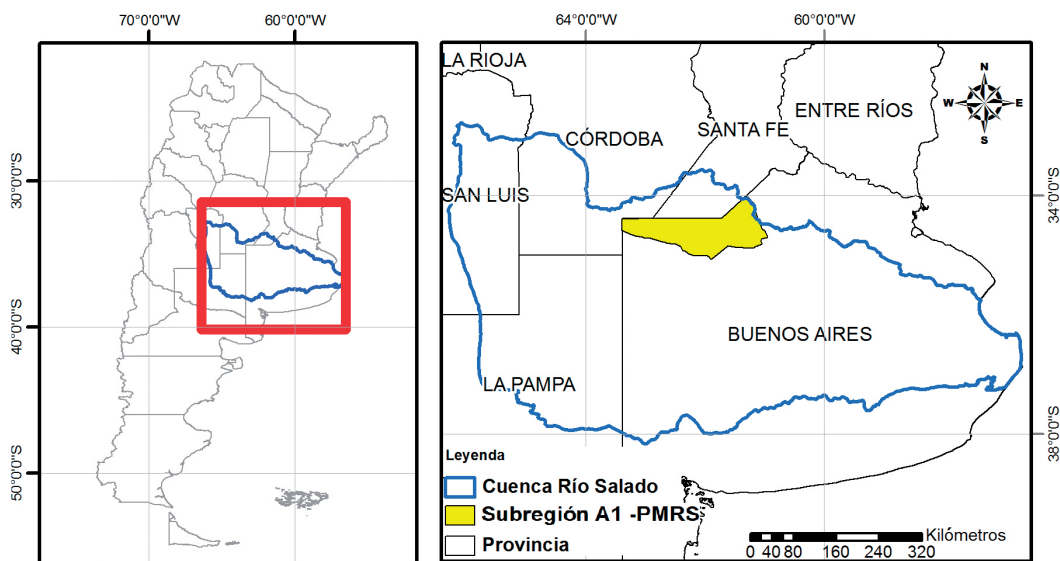 70°0'0"W 60°0'0"W
30°0'0"S
40°0'0"S
50°0'0"S
64°0'0"W 60°0'0"W
34°0'0"S
38°0'0"S
LA RIOJA
CÓRDOBA
SANTA FE
ENTRE RÍOS
SAN LUIS
BUENOS AIRES
LA PAMPA
N
W E
S
Leyenda
Cuenca Río Salado
Subregión A1 -PMRS
Provincia
Kilómetros
0 40 80 160 240 320